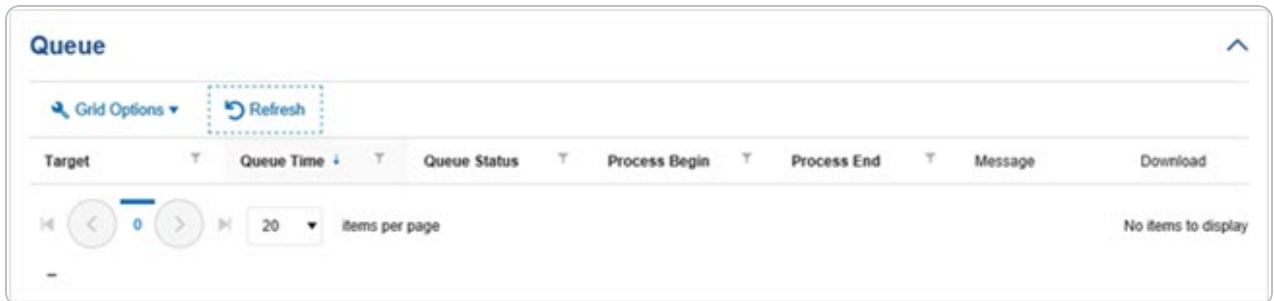 Queue
Grid Options Refresh
Target Queue Time Queue Status Process Begin Process End Message Download
0 20 items per page No items to display